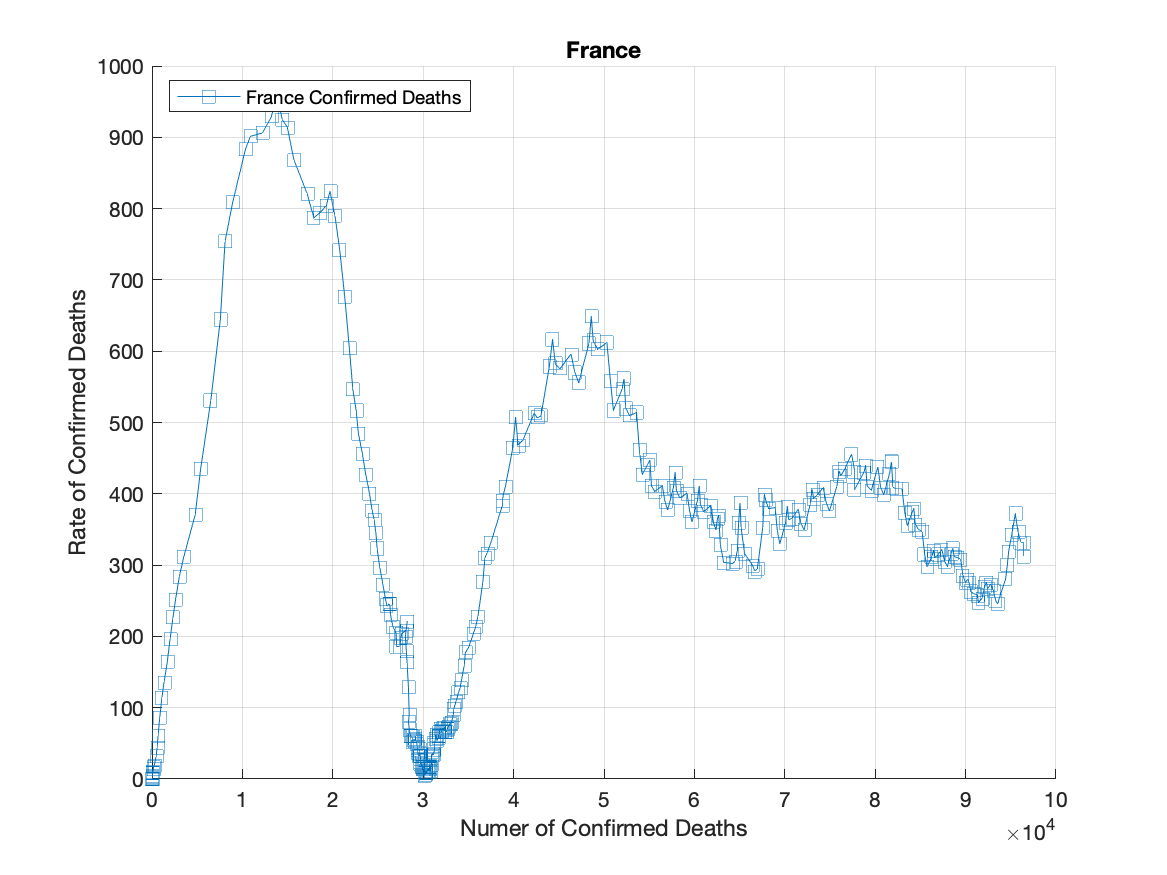 France
1000
France Confirmed Deaths
900
800
700
600
500
400
300
200
100
0
Rate of Confirmed Deaths
0 1 2 3 4 5 6 7 8 9 10
Numer of Confirmed Deaths
×10⁴